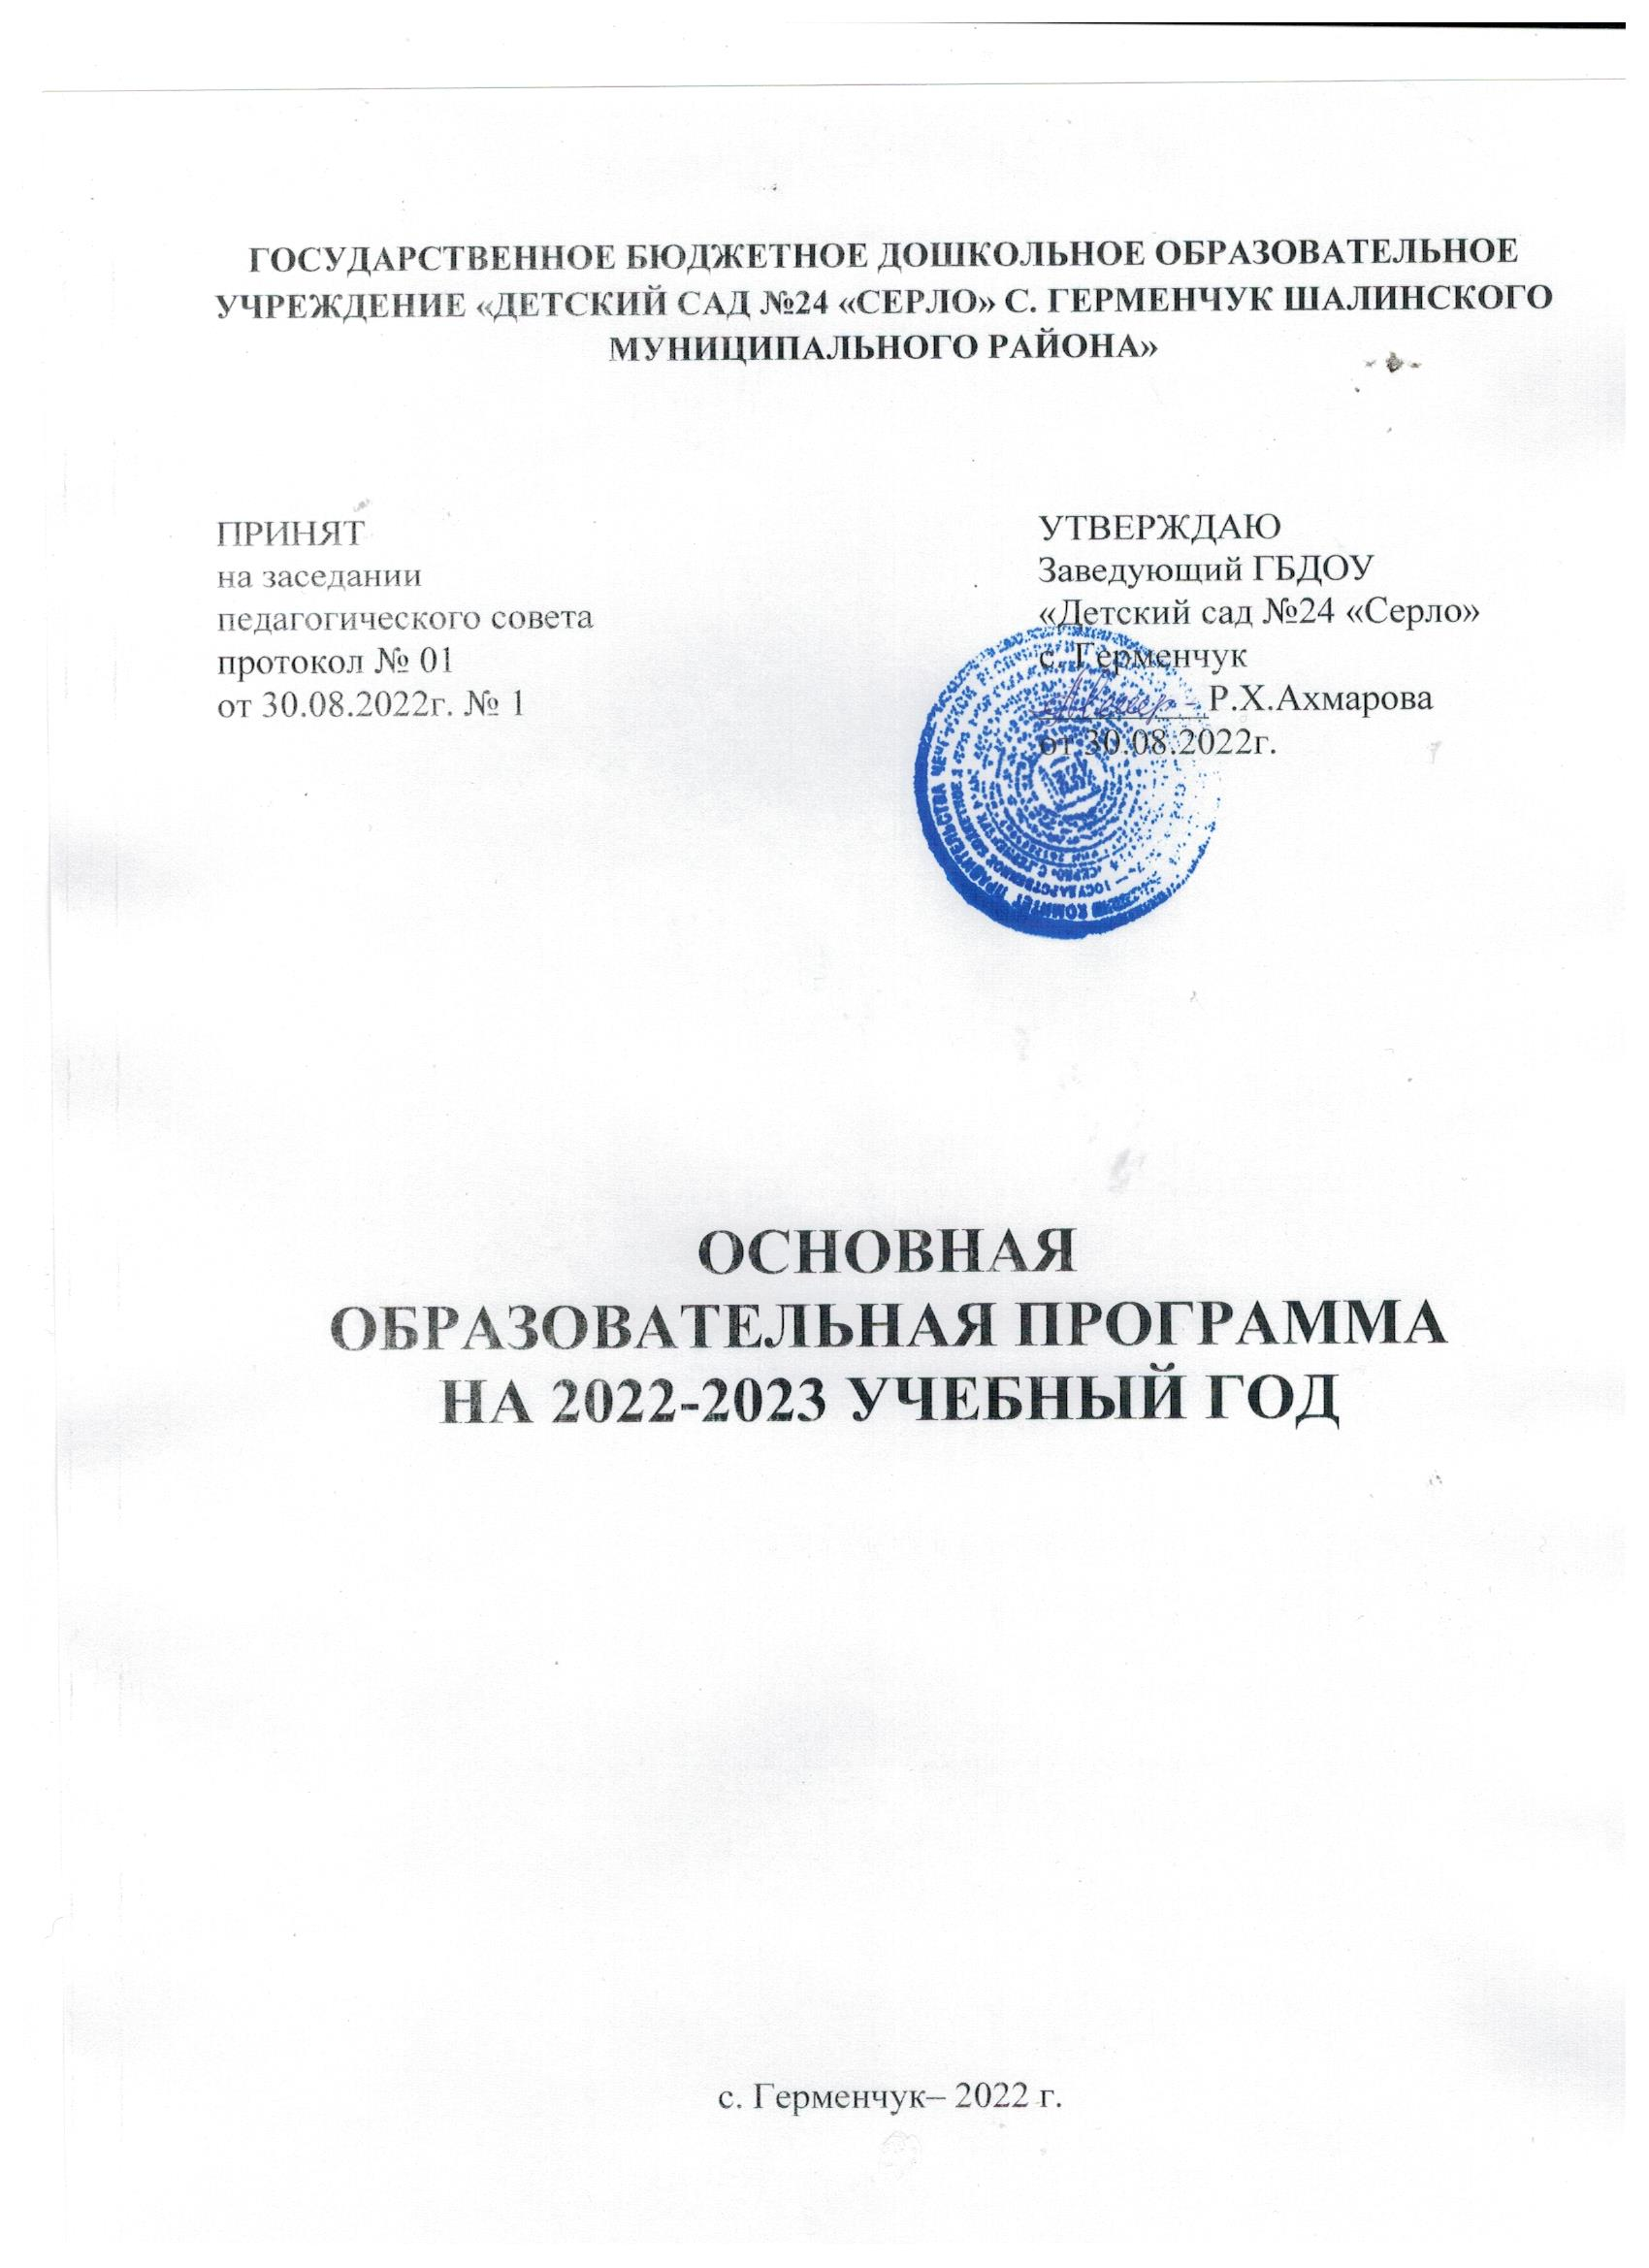 ГОСУДАРСТВЕННОЕ БЮДЖЕТНОЕ ДОШКОЛЬНОЕ ОБРАЗОВАТЕЛЬНОЕ
УЧРЕЖДЕНИЕ «ДЕТСКИЙ САД №24 «СЕРЛО» С. ГЕРМЕНЧУК ШАЛИНСКОГО
МУНИЦИПАЛЬНОГО РАЙОНА»
ПРИНЯТ
на заседании
педагогического совета
протокол № 01
от 30.08.2022г. № 1
УТВЕРЖДАЮ
Заведующий ГБДОУ
«Детский сад №24 «Серло»
с. Герменчук
Р.Х.Ахмарова
от 30.08.2022г.
ОСНОВНАЯ
ОБРАЗОВАТЕЛЬНАЯ ПРОГРАММА
НА 2022-2023 УЧЕБНЫЙ ГОД
с. Герменчук– 2022 г.